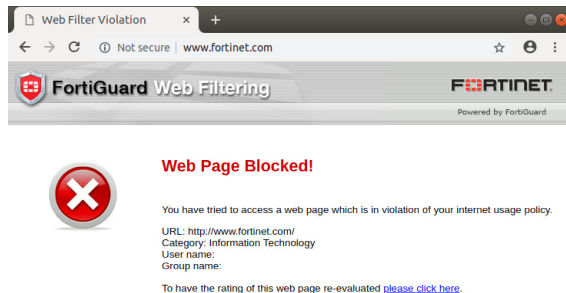 Web Filter Violation
Not secure | www.fortinet.com
FortiGuard Web Filtering
FORTINET.
Powered by FortiGuard
Web Page Blocked!
You have tried to access a web page which is in violation of your internet usage policy.
URL: http://www.fortinet.com/
Category: Information Technology
User name:
Group name:
To have the rating of this web page re-evaluated please click here.